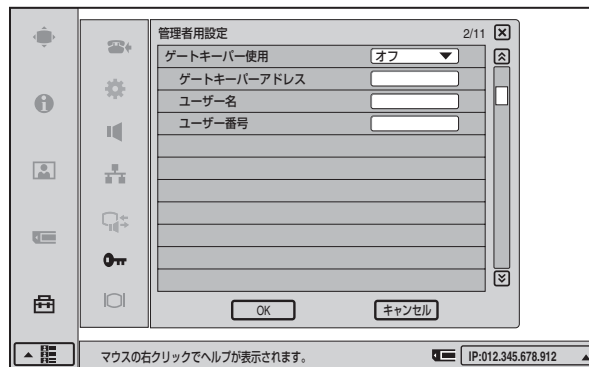 管理者用設定 2/11
ゲートキーパー使用 オフ
ゲートキーパーアドレス
ユーザー名
ユーザー番号
OK キャンセル
マウスの右クリックでヘルプが表示されます。 IP:012.345.678.912